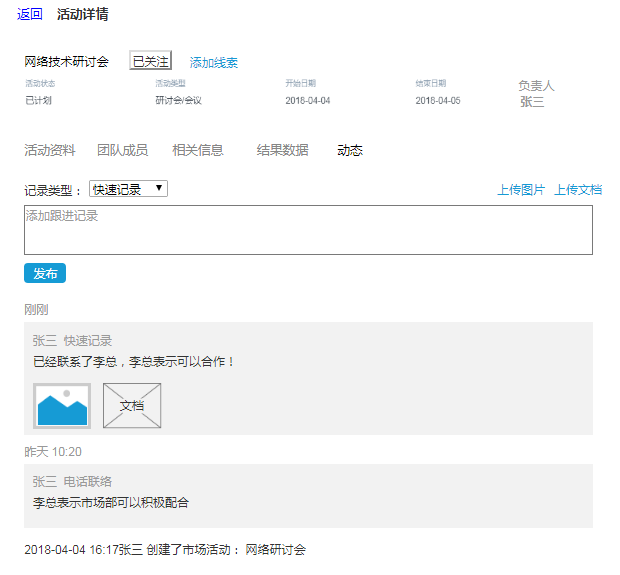 返回 活动详情
网络技术研讨会 已关注 添加线索
活动状态 活动类型 开始日期 结束日期 负责人
已计划 研讨会/会议 2018-04-04 2018-04-05 张三
活动资料 团队成员 相关信息 结果数据 动态
记录类型： 快速记录 上传图片 上传文档
添加跟进记录
发布
刚刚
张三 快速记录
已经联系了李总，李总表示可以合作！
文档
昨天 10:20
张三 电话联络
李总表示市场部可以积极配合
2018-04-04 16:17张三 创建了市场活动： 网络研讨会